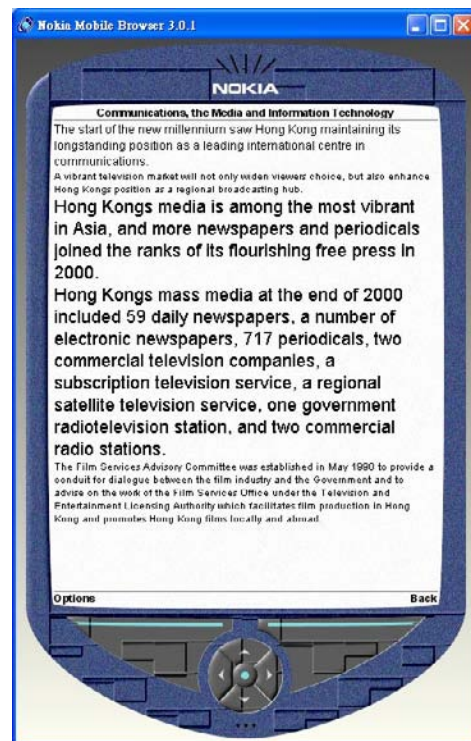 Nokia Mobile Browser 3.0.1
NOKIA
Communications, the Media and Information Technology
The start of the new millennium saw Hong Kong maintaining its
longstanding position as a leading international centre in
communications.
A vibrant television market will not only widen viewers choice, but also enhance
Hong Kongs position as a regional broadcasting hub.
Hong Kongs media is among the most vibrant
in Asia, and more newspapers and periodicals
joined the ranks of its flourishing free press in
2000.
Hong Kongs mass media at the end of 2000
included 59 daily newspapers, a number of
electronic newspapers, 717 periodicals, two
commercial television companies, a
subscription television service, a regional
satellite television service, one government
radiotelevision station, and two commercial
radio stations.
The Film Services Advisory Committee was established in May 1990 to provide a
conduit for dialogue between the film industry and the Government and to
advise on the work of the Film Services Office under the Television and
Entertainment Licensing Authority which facilitates film production in Hong
Kong and promotes Hong Kong films locally and abroad.
Options Back